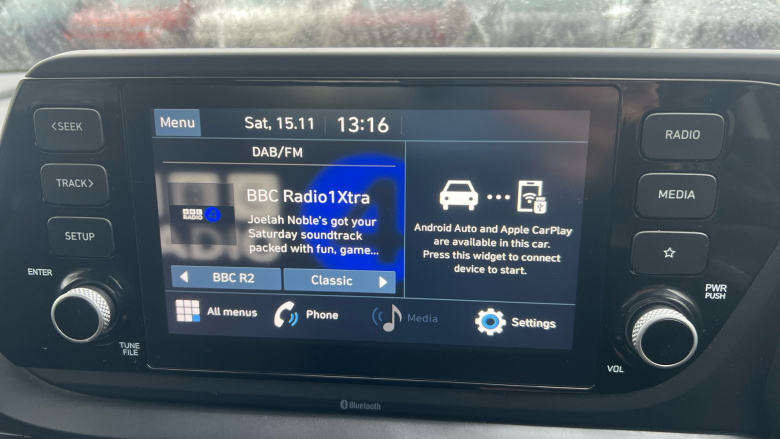 <SEEK
TRACK>
SETUP
ENTER
TUNE
FILE
Menu
Sat, 15.11
13:16
DAB/FM
BBC
RADIO 4
BBC Radio1Xtra
Joelah Noble's got your
Saturday soundtrack
packed with fun, game...
BBC R2
Classic
Android Auto and Apple CarPlay
are available in this car.
Press this widget to connect
device to start.
All menus
Phone
Media
Settings
RADIO
MEDIA
PWR
PUSH
VOL
Bluetooth